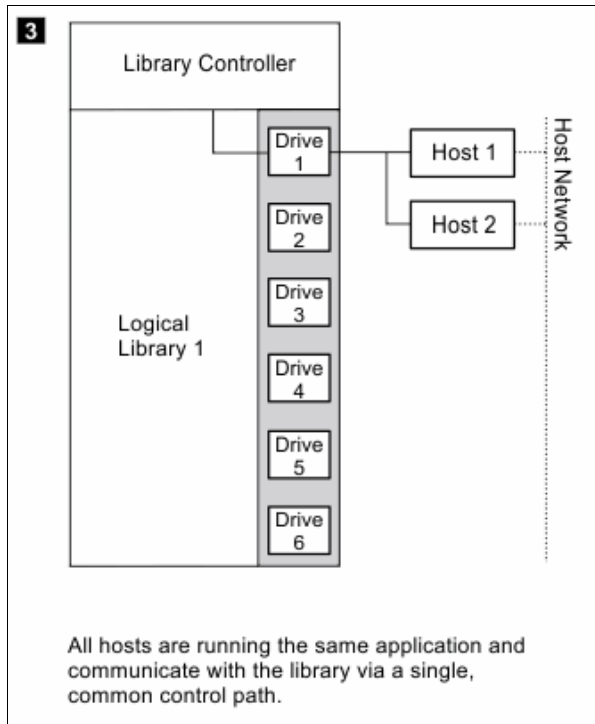 3
Library Controller
Drive
1
Host 1
Host Network
Drive
2
Host 2
Drive
3
Logical
Library 1
Drive
4
Drive
5
Drive
6
All hosts are running the same application and
communicate with the library via a single,
common control path.